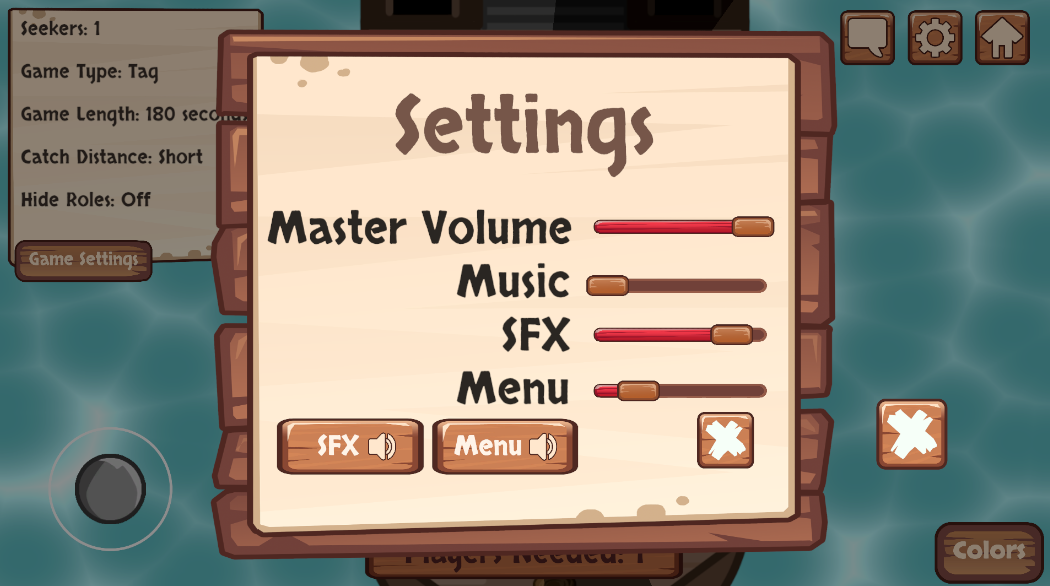 Seekers: 1
Game Type: Tag
Game Length: 180 seconds
Catch Distance: Short
Hide Roles: Off
Game Settings
Settings
Master Volume
Music
SFX
Menu
SFX
Menu
Players Needed: 1
Colors